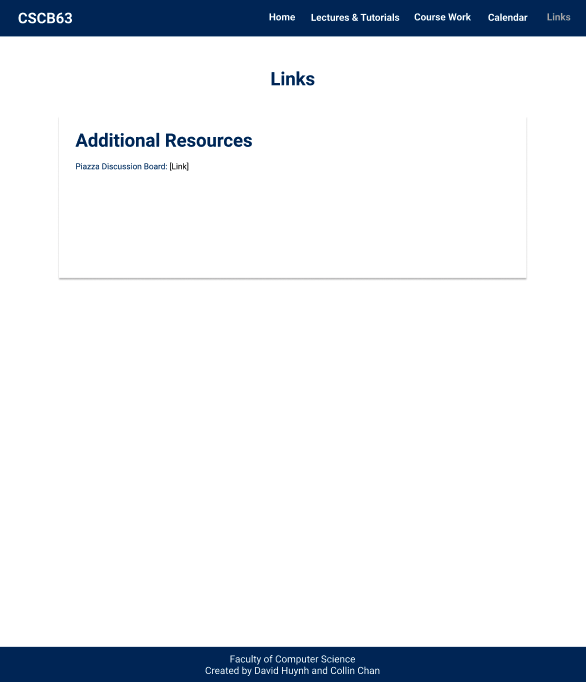 CSCB63
Home Lectures & Tutorials Course Work Calendar Links
Links
Additional Resources
Piazza Discussion Board: [Link]
Faculty of Computer Science
Created by David Huynh and Collin Chan